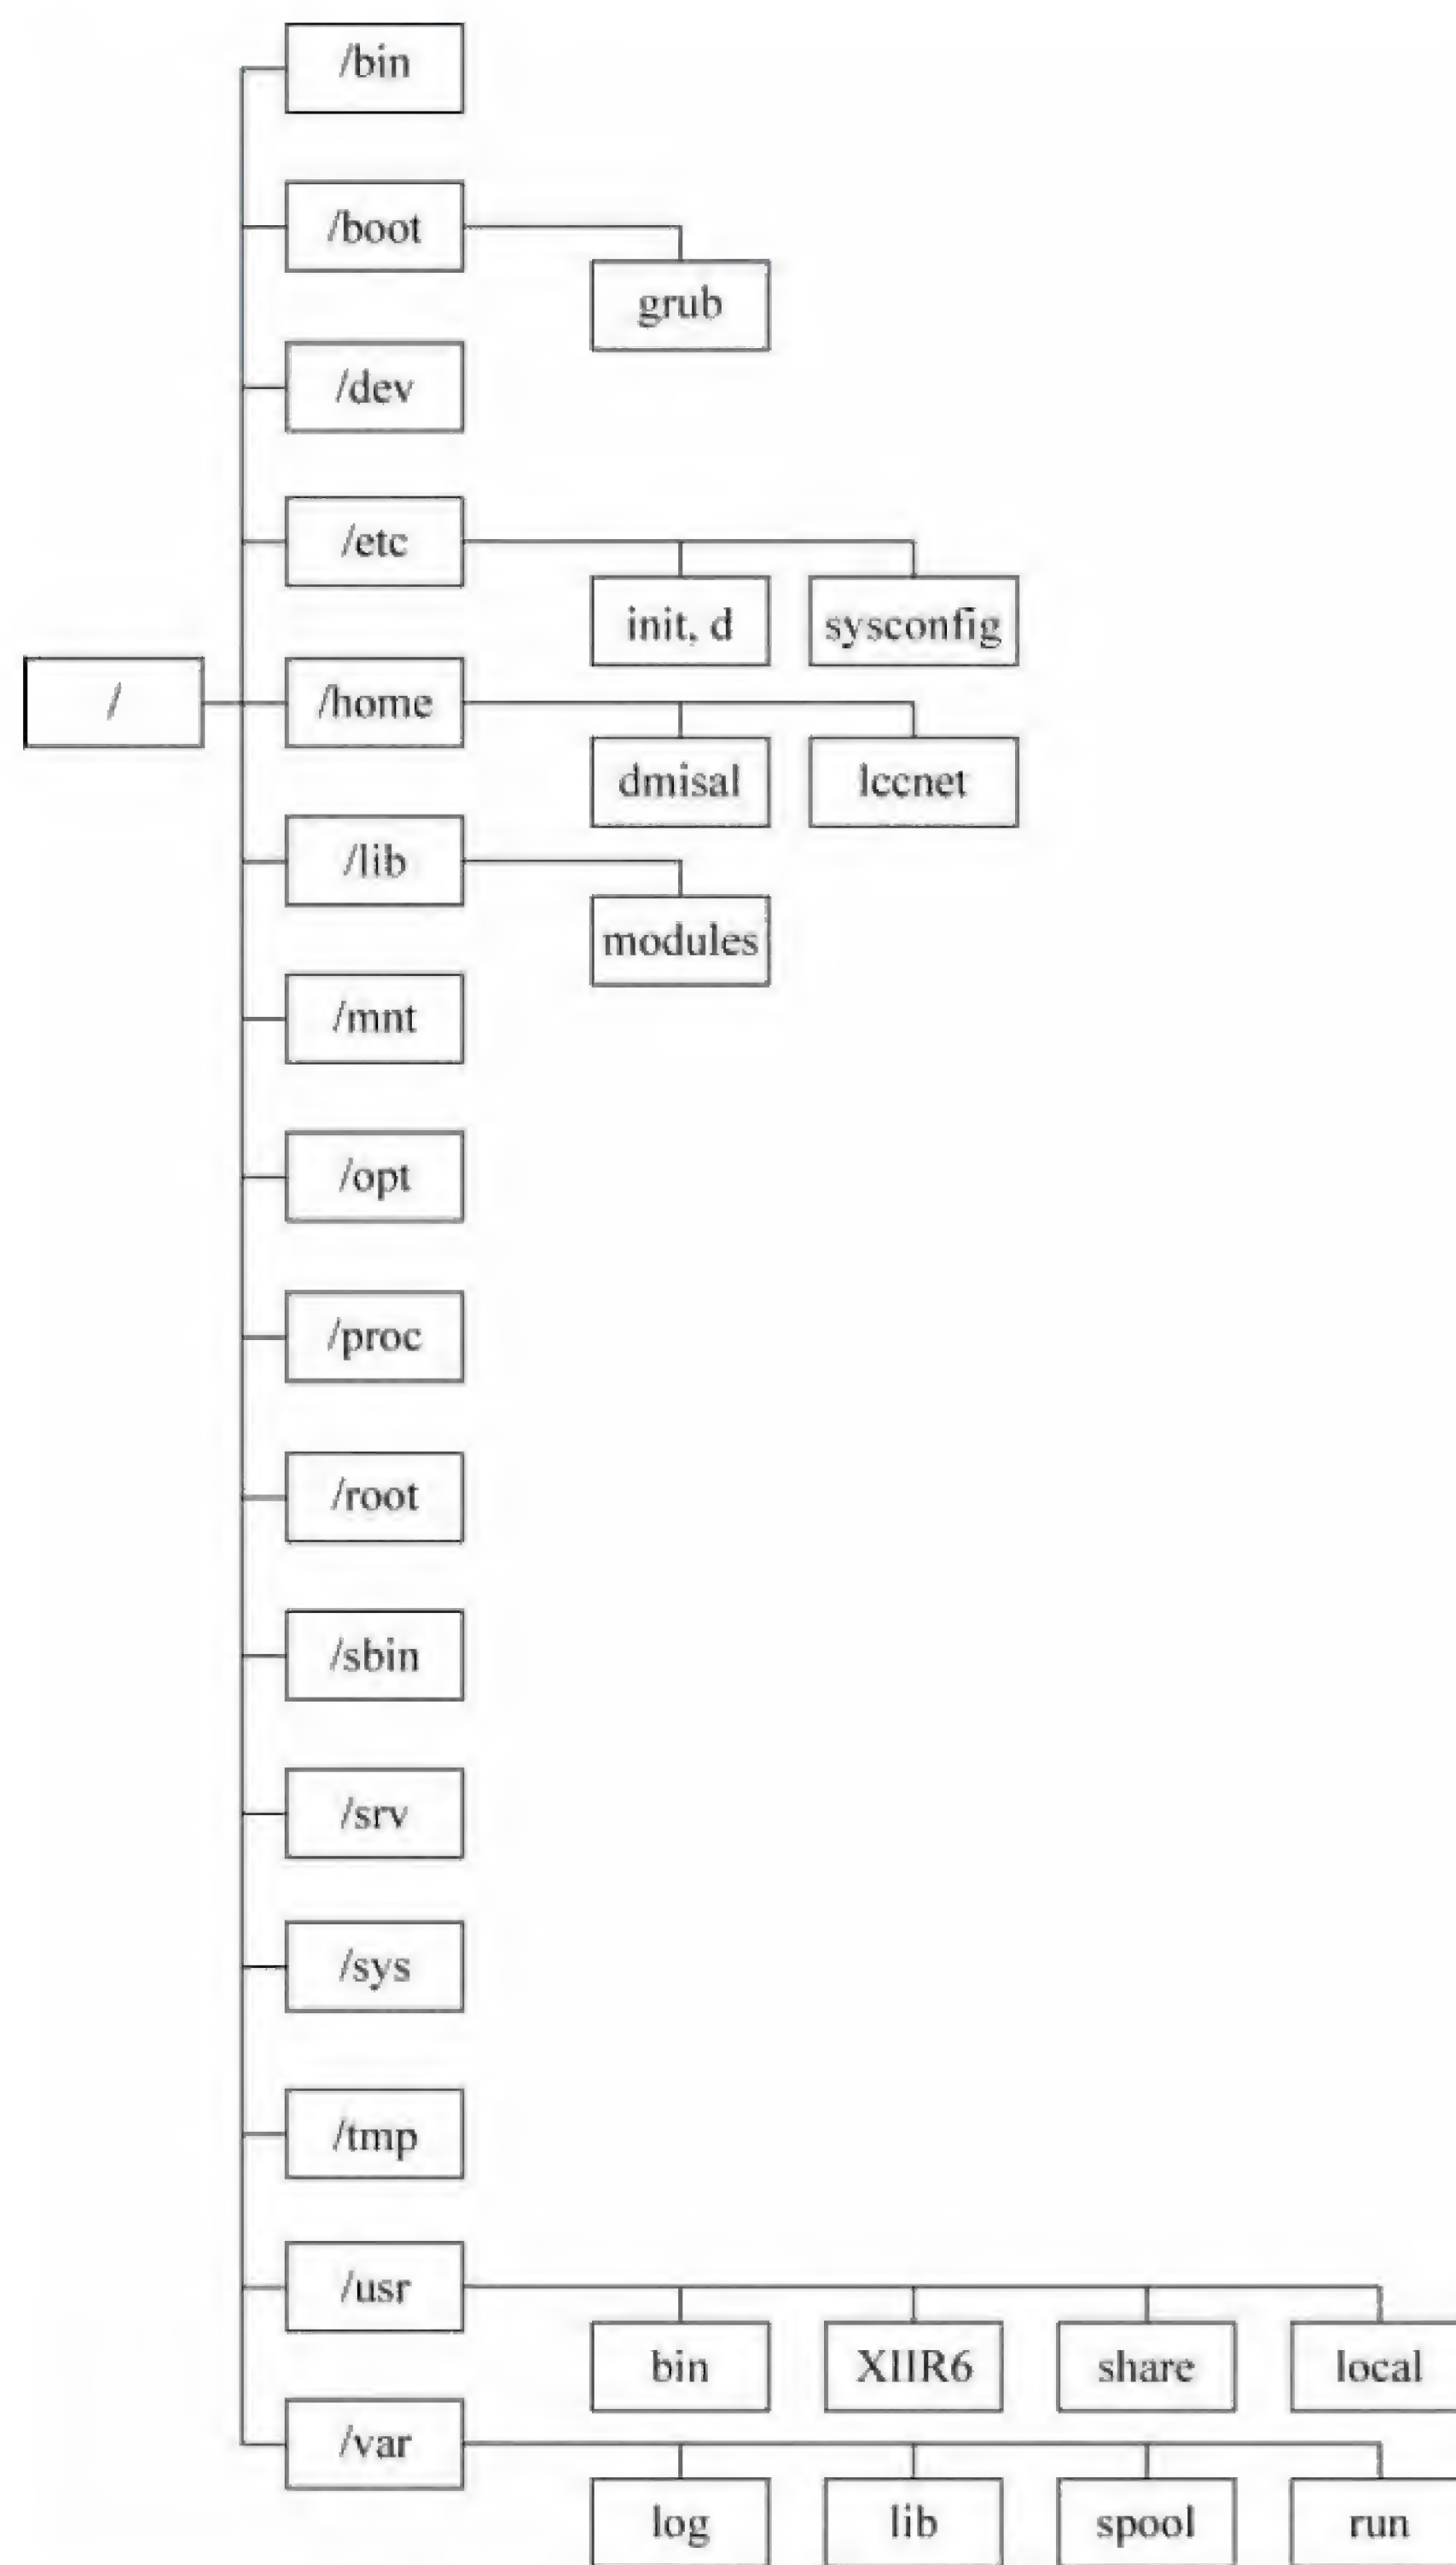 /bin
/boot
grub
/dev
/etc
init, d sysconfig
/
/home
dmisal lccnet
/lib
modules
/mnt
/opt
/proc
/root
/sbin
/srv
/sys
/tmp
/usr
bin XIIR6 share local
/var
log lib spool run